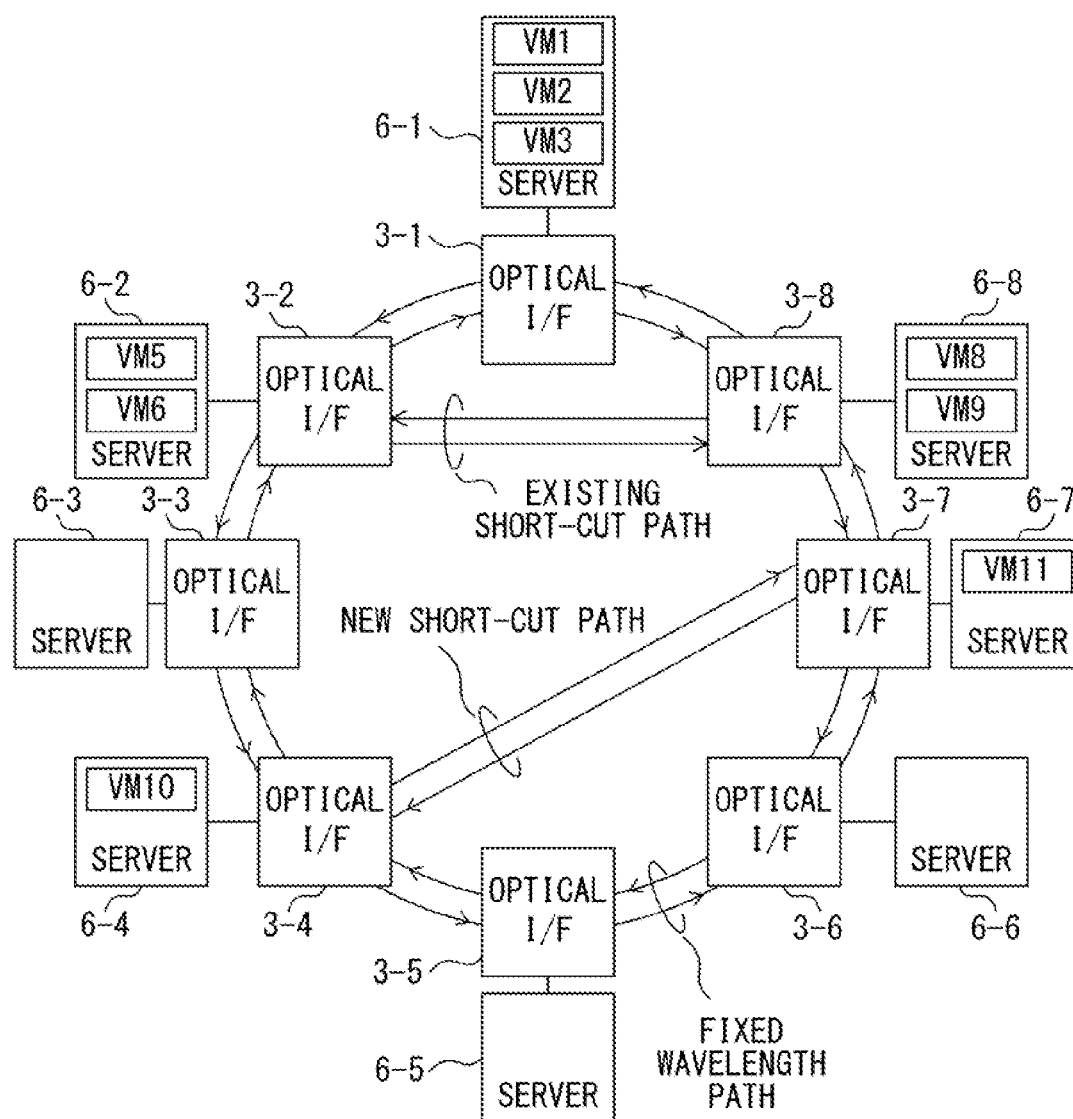 VM1
VM2
VM3
SERVER
6-1
3-1
OPTICAL
I/F
6-2
VM5
VM6
SERVER
3-2
OPTICAL
I/F
3-8
OPTICAL
I/F
6-8
VM8
VM9
SERVER
EXISTING
SHORT-CUT PATH
6-3
SERVER
3-3
OPTICAL
I/F
3-7
OPTICAL
I/F
6-7
VM11
SERVER
NEW SHORT-CUT PATH
VM10
SERVER
6-4
OPTICAL
I/F
3-4
OPTICAL
I/F
3-5
OPTICAL
I/F
3-6
SERVER
6-6
6-5
SERVER
FIXED
WAVELENGTH
PATH